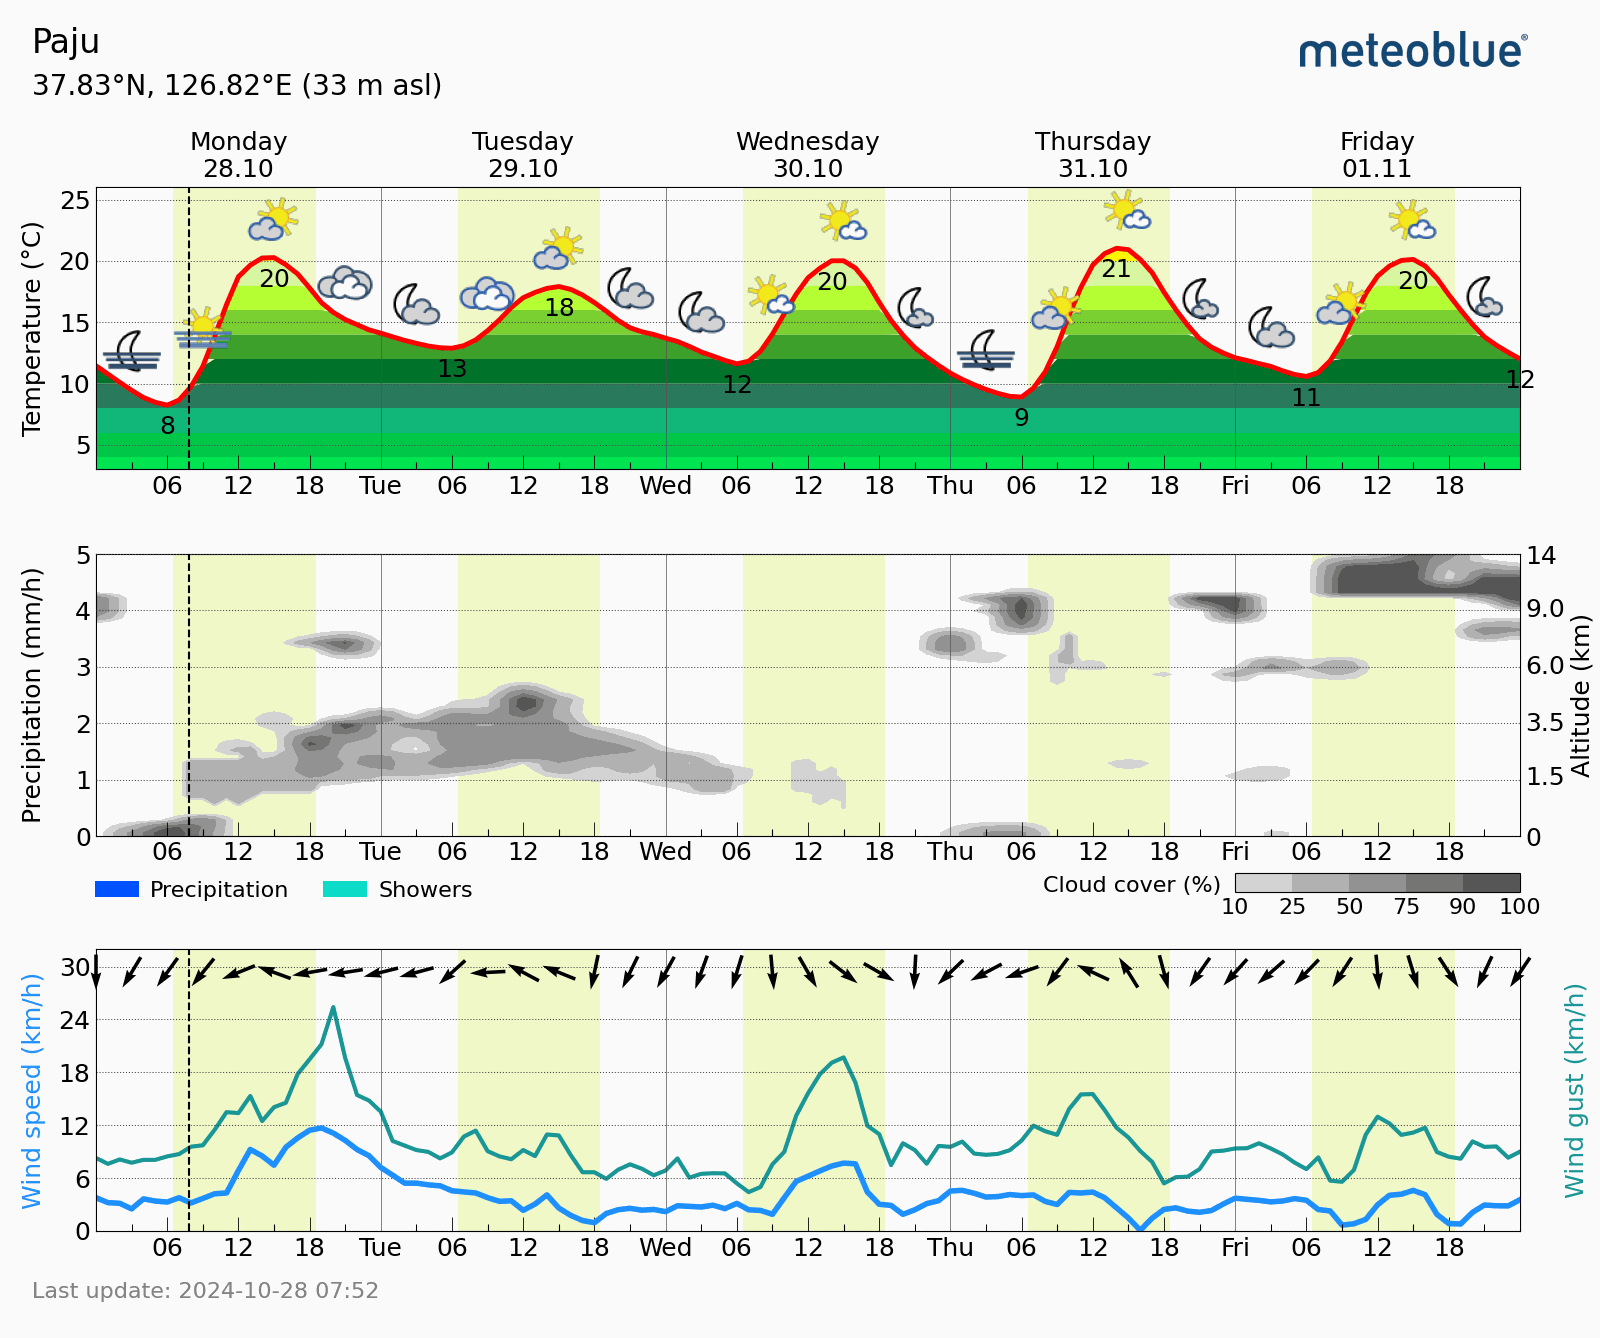 Paju
meteoblue®
37.83°N, 126.82°E (33 m asl)
Monday Tuesday Wednesday Thursday Friday
28.10 29.10 30.10 31.10 01.11
Temperature (°C)
25
20
15
10
5
20 18 20 21 20
8 13 12 9 11 12
06 12 18 Tue 06 12 18 Wed 06 12 18 Thu 06 12 18 Fri 06 12 18
Precipitation (mm/h)
5
4
3
2
1
0
14
9.0
6.0
3.5
1.5
0
Altitude (km)
06 12 18 Tue 06 12 18 Wed 06 12 18 Thu 06 12 18 Fri 06 12 18
Precipitation Showers
Cloud cover (%)
10 25 50 75 90 100
Wind speed (km/h)
30
24
18
12
6
0
Wind gust (km/h)
06 12 18 Tue 06 12 18 Wed 06 12 18 Thu 06 12 18 Fri 06 12 18
Last update: 2024-10-28 07:52